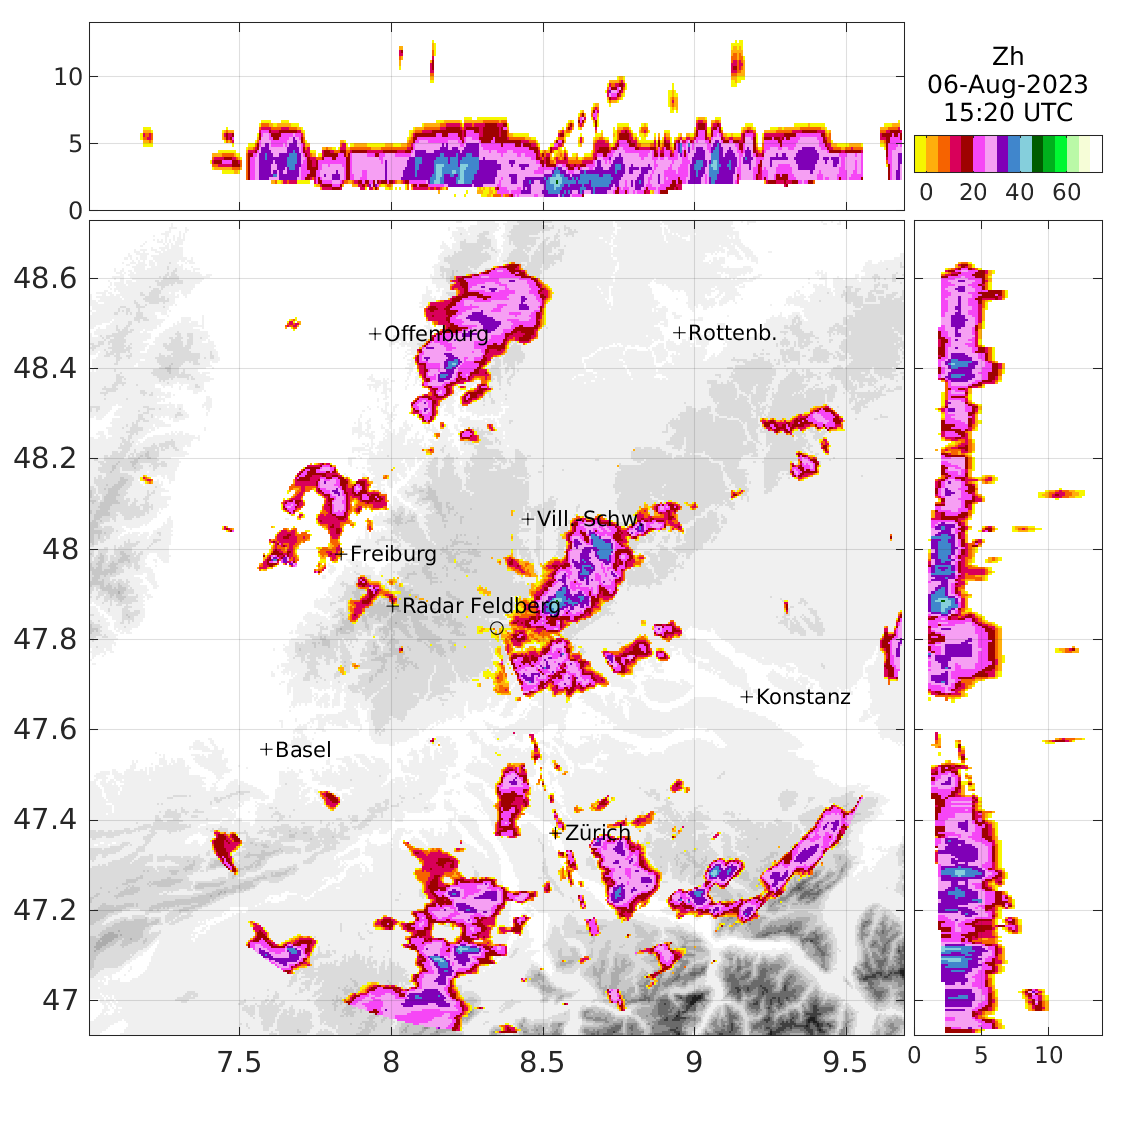 10
5
0
Zh
06-Aug-2023
15:20 UTC
0 20 40 60
48.6
48.4
48.2
48
47.8
47.6
47.4
47.2
47
+Offenburg
+Rottenb.
+Vill. Schw.
+Freiburg
+Radar Feldberg
+Konstanz
+Basel
+Zürich
7.5 8 8.5 9 9.5
0 5 10